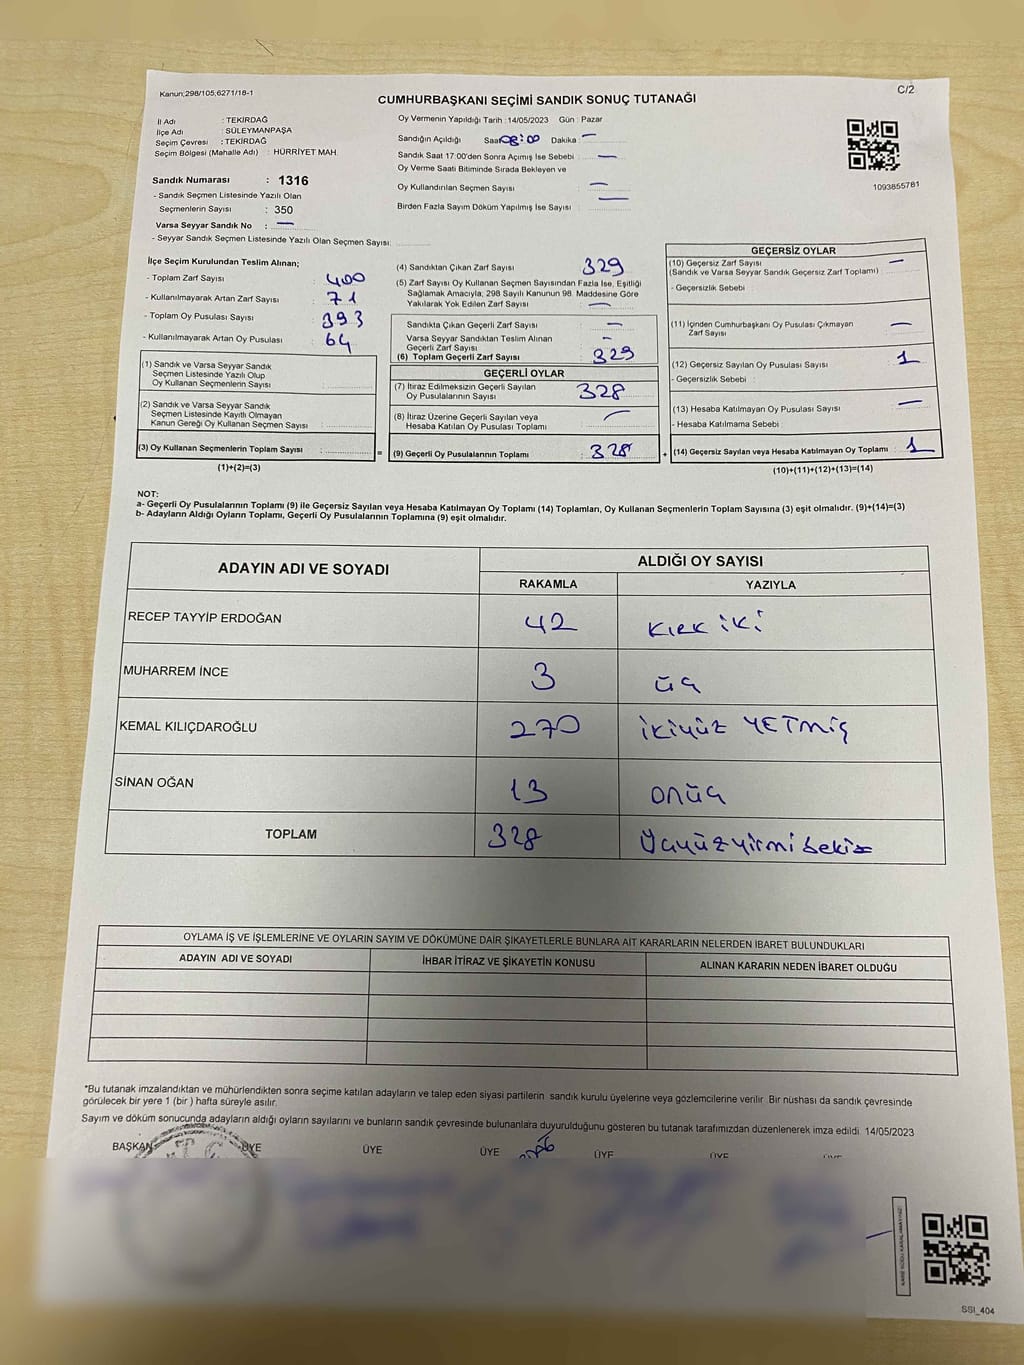 Kanun;298/105,6271/18-1
C/2
CUMHURBAŞKANI SEÇİMİ SANDIK SONUÇ TUTANAĞI
İl Adı : TEKİRDAĞ
İlçe Adı : SÜLEYMANPAŞA
Seçim Çevresi : TEKİRDAĞ
Seçim Bölgesi (Mahalle Adı) : HÜRRİYET MAH.
Sandık Numarası : 1316
- Sandık Seçmen Listesinde Yazılı Olan
Seçmenlerin Sayısı : 350
Varsa Seyyar Sandık No : —
- Seyyar Sandık Seçmen Listesinde Yazılı Olan Seçmen Sayısı:
Oy Vermenin Yapıldığı Tarih : 14/05/2023 Gün : Pazar
Sandığın Açıldığı Saat 08:00 Dakika : —
Sandık Saat 17:00'den Sonra Açımış İse Sebebi : —
Oy Verme Saati Bitiminde Sırada Bekleyen ve
Oy Kullandırılan Seçmen Sayısı : —
Birden Fazla Sayım Döküm Yapılmış İse Sayısı : —
1093855781
İlçe Seçim Kurulundan Teslim Alınan;
- Toplam Zarf Sayısı : 400
- Kullanılmayarak Artan Zarf Sayısı : 71
- Toplam Oy Pusulası Sayısı : 393
- Kullanılmayarak Artan Oy Pusulası : 64
(1) Sandık ve Varsa Seyyar Sandık
Seçmen Listesinde Yazılı Olup
Oy Kullanan Seçmenlerin Sayısı :
(2) Sandık ve Varsa Seyyar Sandık
Seçmen Listesinde Kayıtlı Olmayan
Kanun Gereği Oy Kullanan Seçmen Sayısı :
(3) Oy Kullanan Seçmenlerin Toplam Sayısı :
(1)+(2)=(3)
(4) Sandıktan Çıkan Zarf Sayısı : 329
(5) Zarf Sayısı Oy Kullanan Seçmen Sayısından Fazla İse, Eşitliği
Sağlamak Amacıyla; 298 Sayılı Kanunun 98. Maddesine Göre
Yakılarak Yok Edilen Zarf Sayısı : —
Sandıkta Çıkan Geçerli Zarf Sayısı : —
Varsa Seyyar Sandıktan Teslim Alınan
Geçerli Zarf Sayısı : —
(6) Toplam Geçerli Zarf Sayısı : 329
GEÇERLİ OYLAR
(7) İtiraz Edilmeksizin Geçerli Sayılan
Oy Pusulalarının Sayısı : 328
(8) İtiraz Üzerine Geçerli Sayılan veya
Hesaba Katılan Oy Pusulası Toplamı : —
= (9) Geçerli Oy Pusulalarının Toplamı : 328
GEÇERSİZ OYLAR
(10) Geçersiz Zarf Sayısı : —
(Sandık ve Varsa Seyyar Sandık Geçersiz Zarf Toplamı)
- Geçersizlik Sebebi :
(11) İçinden Cumhurbaşkanı Oy Pusulası Çıkmayan
Zarf Sayısı : —
(12) Geçersiz Sayılan Oy Pusulası Sayısı : 1
- Geçersizlik Sebebi :
(13) Hesaba Katılmayan Oy Pusulası Sayısı : —
- Hesaba Katılmama Sebebi :
+ (14) Geçersiz Sayılan veya Hesaba Katılmayan Oy Toplamı : 1
(10)+(11)+(12)+(13)=(14)
NOT:
a- Geçerli Oy Pusulalarının Toplamı (9) ile Geçersiz Sayılan veya Hesaba Katılmayan Oy Toplamı (14) Toplamları, Oy Kullanan Seçmenlerin Toplam Sayısına (3) eşit olmalıdır. (9)+(14)=(3)
b- Adayların Aldığı Oyların Toplamı, Geçerli Oy Pusulalarının Toplamına (9) eşit olmalıdır.
ADAYIN ADI VE SOYADI ALDIĞI OY SAYISI
RAKAMLA YAZIYLA
RECEP TAYYİP ERDOĞAN 42 KIRK İKİ
MUHARREM İNCE 3 üç
KEMAL KILIÇDAROĞLU 270 ikiyüz YETMİŞ
SİNAN OĞAN 13 onüç
TOPLAM 328 Üçyüzyirmi sekiz
OYLAMA İŞ VE İŞLEMLERİNE VE OYLARIN SAYIM VE DÖKÜMÜNE DAİR ŞİKAYETLERLE BUNLARA AİT KARARLARIN NELERDEN İBARET BULUNDUKLARI
ADAYIN ADI VE SOYADI İHBAR İTİRAZ VE ŞİKAYETİN KONUSU ALINAN KARARIN NEDEN İBARET OLDUĞU
*Bu tutanak imzalandıktan ve mühürlendikten sonra seçime katılan adayların ve talep eden siyasi partilerin sandık kurulu üyelerine veya gözlemcilerine verilir. Bir nüshası da sandık çevresinde
görülecek bir yere 1 (bir ) hafta süreyle asılır.
Sayım ve döküm sonucunda adayların aldığı oyların sayılarını ve bunların sandık çevresinde bulunanlara duyurulduğunu gösteren bu tutanak tarafımızdan düzenlenerek imza edildi. 14/05/2023
BAŞKAN ÜYE ÜYE ÜYE ÜYE ÜYE
SSİ_404